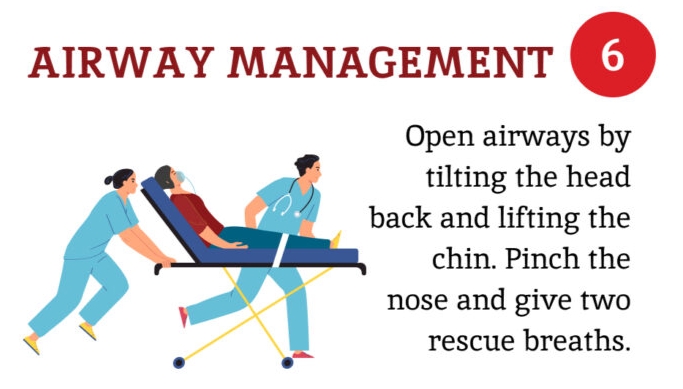 AIRWAY MANAGEMENT
6
Open airways by
tilting the head
back and lifting the
chin. Pinch the
nose and give two
rescue breaths.